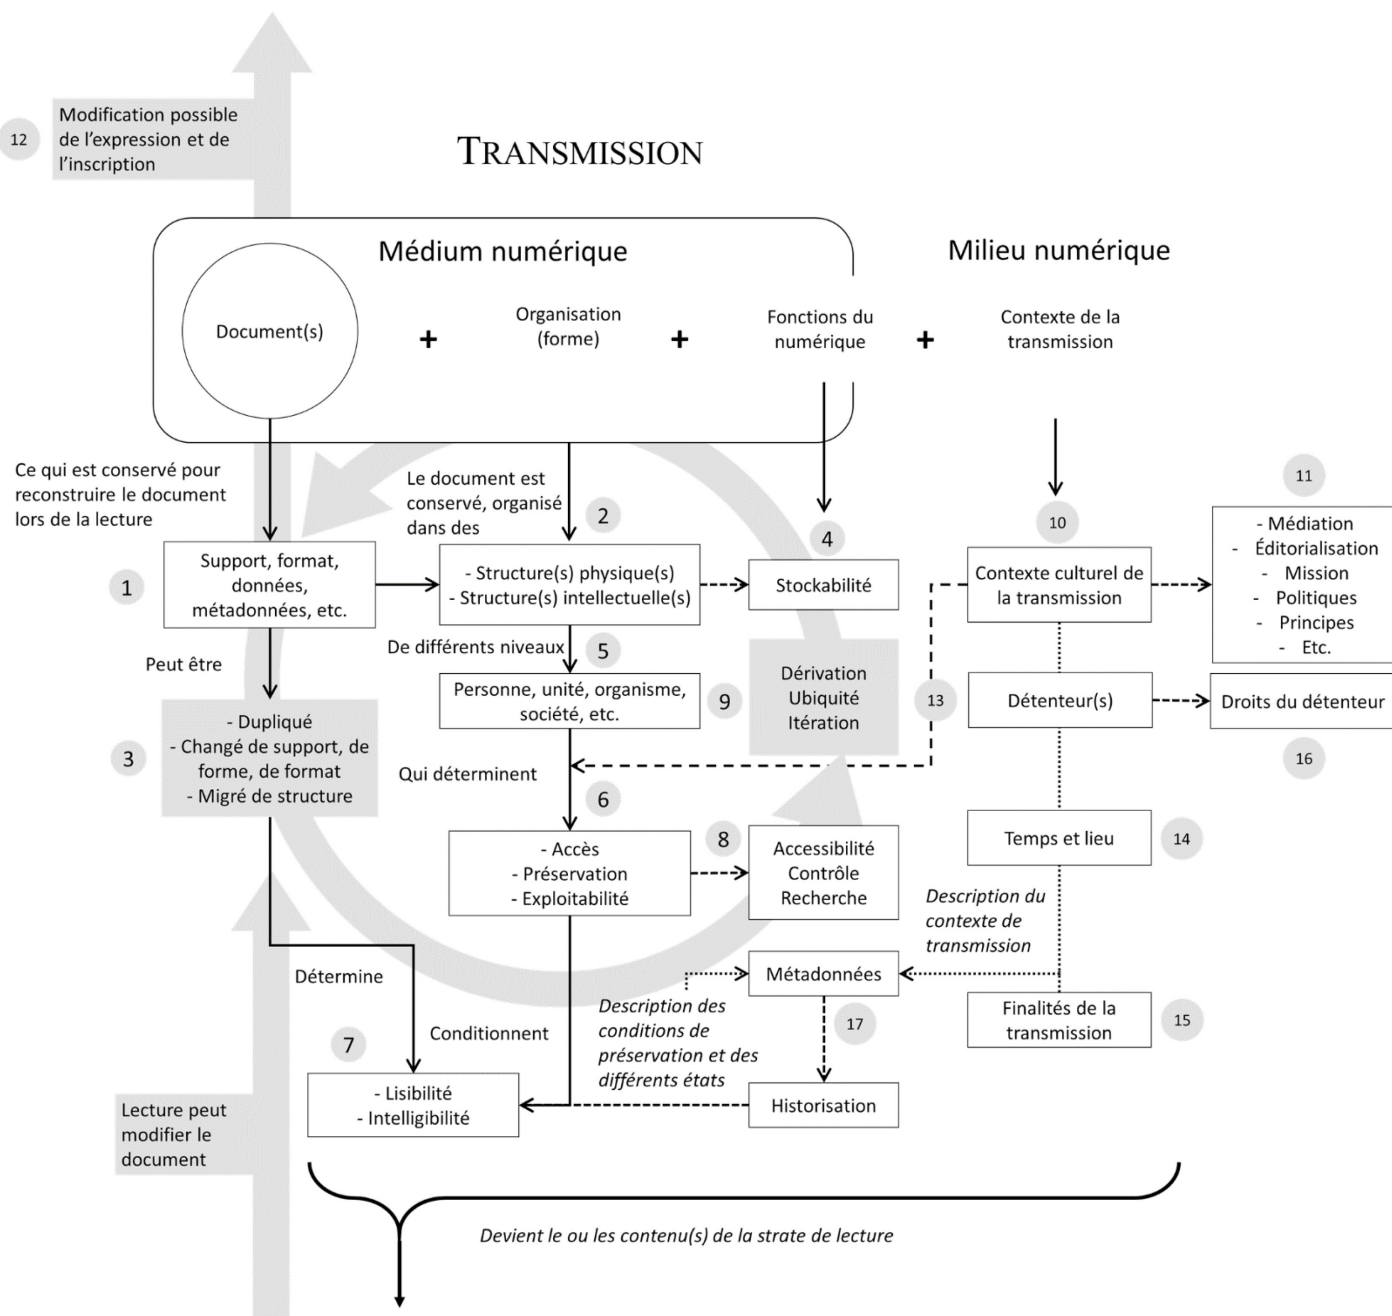 12
Modification possible
de l'expression et de
l'inscription
TRANSMISSION
Médium numérique
Milieu numérique
Document(s)
+
Organisation
(forme)
+
Fonctions du
numérique
+
Contexte de la
transmission
Ce qui est conservé pour
reconstruire le document
lors de la lecture
Le document est
conservé, organisé
dans des
2
4
10
11
1
Support, format,
données,
métadonnées, etc.
- Structure(s) physique(s)
- Structure(s) intellectuelle(s)
Stockabilité
Contexte culturel de
la transmission
- Médiation
- Éditorialisation
- Mission
- Politiques
- Principes
- Etc.
Peut être
De différents niveaux
5
Personne, unité, organisme,
société, etc.
9
Dérivation
Ubiquité
Itération
13
Détenteur(s)
Droits du détenteur
16
3
- Dupliqué
- Changé de support, de
forme, de format
- Migré de structure
Qui déterminent
6
- Accès
- Préservation
- Exploitabilité
8
Accessibilité
Contrôle
Recherche
Temps et lieu
14
Description du
contexte de
transmission
Détermine
Métadonnées
Description des
conditions de
préservation et des
différents états
17
Finalités de la
transmission
15
Conditionnent
7
- Lisibilité
- Intelligibilité
Historisation
Lecture peut
modifier le
document
Devient le ou les contenu(s) de la strate de lecture